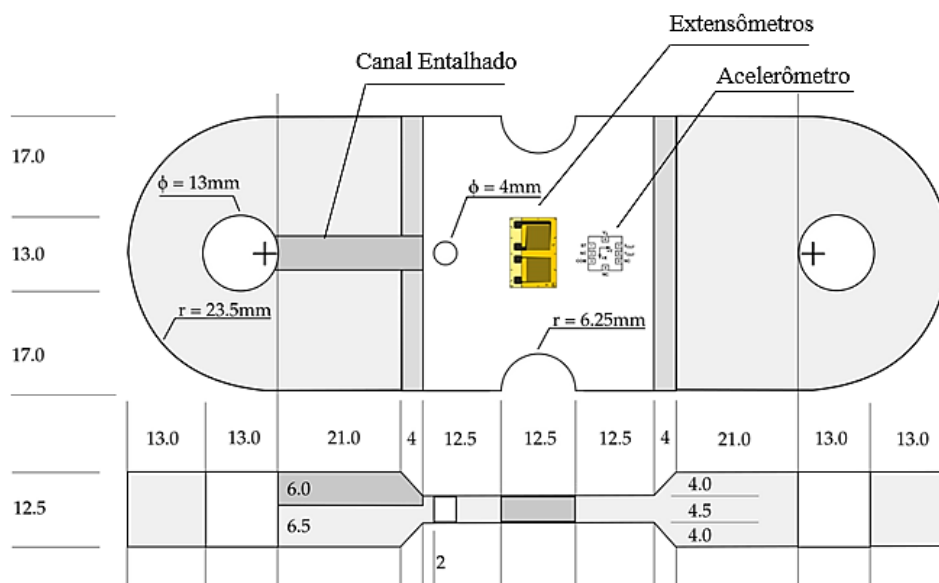 Extensômetros
Canal Entalhado
Acelerômetro
17.0
ϕ = 13mm
ϕ = 4mm
13.0
r = 23.5mm
r = 6.25mm
17.0
13.0 13.0 21.0 4 12.5 12.5 12.5 4 21.0 13.0 13.0
6.0 4.0
12.5 4.5
6.5 4.0
2